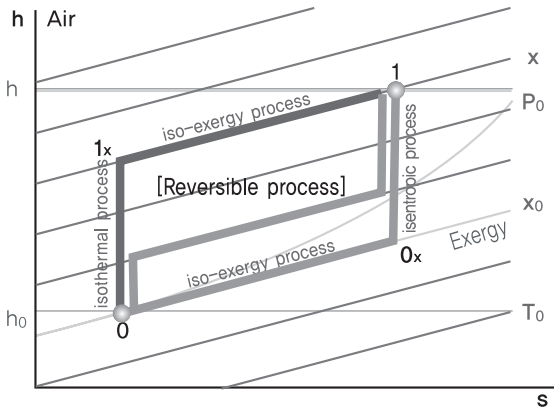 h
Air
x
1
h
P₀
iso-exergy process
1x
[Reversible process]
isothermal process
isentropic process
x₀
Exergy
iso-exergy process
0x
h₀
T₀
0
s